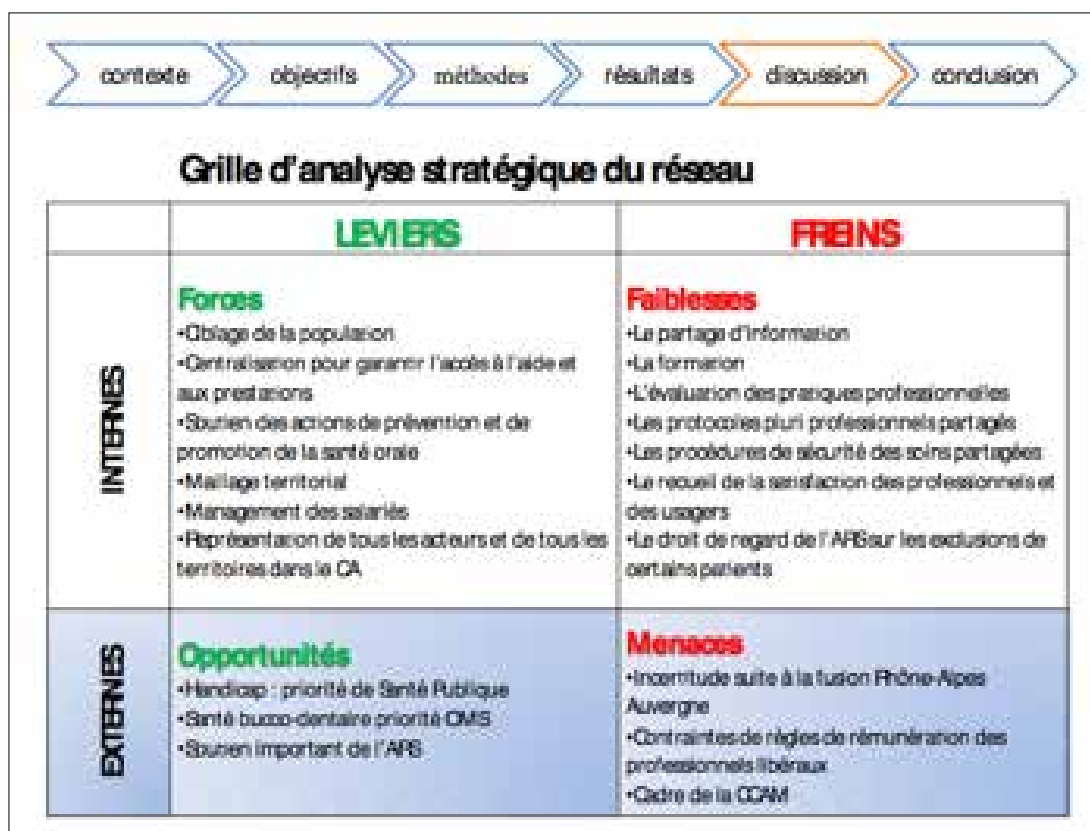 contexte objectifs méthodes résultats discussion conclusion
Grille d'analyse stratégique du réseau
LEVIERS
FREINS
INTERNES
Forces
•Ciblage de la population
•Centralisation pour garantir l'accès à l'aide et
aux prestations
•Soutien des actions de prévention et de
promotion de la santé orale
•Maillage territorial
•Management des salariés
•Représentation de tous les acteurs et de tous les
territoires dans le CA
Faiblesses
•Le partage d'information
•La formation
•L'évaluation des pratiques professionnelles
•Les protocoles pluri professionnels partagés
•Les procédures de sécurité des soins partagées
•Le recueil de la satisfaction des professionnels et
des usagers
•Le droit de regard de l'ARS sur les exclusions de
certains patients
EXTERNES
Opportunités
•Handicap : priorité de Santé Publique
•Santé bucco-dentaire priorité OMS
•Soutien important de l'ARS
Menaces
•Incertitude suite à la fusion Rhône-Alpes
Auvergne
•Contraintes de règles de rémunération des
professionnels libéraux
•Cadre de la CCAM